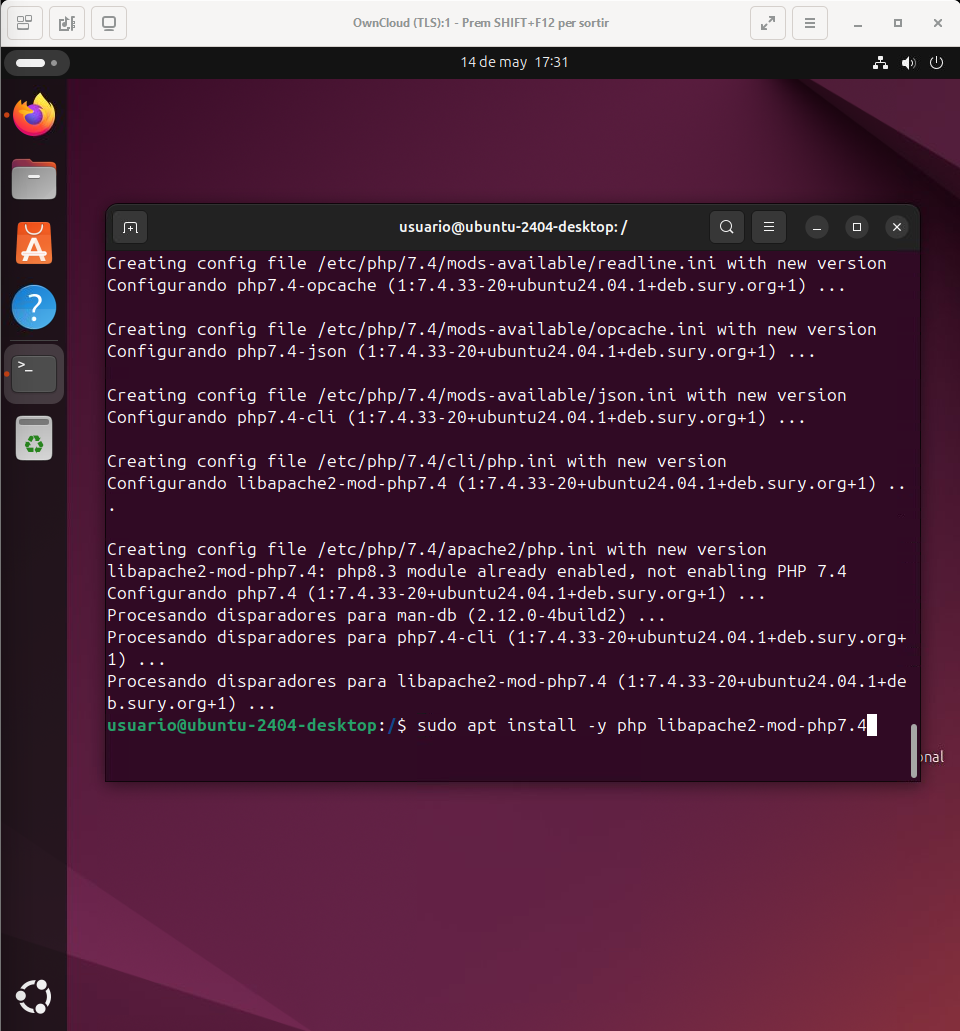 OwnCloud (TLS):1 - Prem SHIFT+F12 per sortir
14 de may 17:31
usuario@ubuntu-2404-desktop: /
Creating config file /etc/php/7.4/mods-available/readline.ini with new version
Configurando php7.4-opcache (1:7.4.33-20+ubuntu24.04.1+deb.sury.org+1) ...
Creating config file /etc/php/7.4/mods-available/opcache.ini with new version
Configurando php7.4-json (1:7.4.33-20+ubuntu24.04.1+deb.sury.org+1) ...
Creating config file /etc/php/7.4/mods-available/json.ini with new version
Configurando php7.4-cli (1:7.4.33-20+ubuntu24.04.1+deb.sury.org+1) ...
Creating config file /etc/php/7.4/cli/php.ini with new version
Configurando libapache2-mod-php7.4 (1:7.4.33-20+ubuntu24.04.1+deb.sury.org+1) ..
.
Creating config file /etc/php/7.4/apache2/php.ini with new version
libapache2-mod-php7.4: php8.3 module already enabled, not enabling PHP 7.4
Configurando php7.4 (1:7.4.33-20+ubuntu24.04.1+deb.sury.org+1) ...
Procesando disparadores para man-db (2.12.0-4build2) ...
Procesando disparadores para php7.4-cli (1:7.4.33-20+ubuntu24.04.1+deb.sury.org+
1) ...
Procesando disparadores para libapache2-mod-php7.4 (1:7.4.33-20+ubuntu24.04.1+de
b.sury.org+1) ...
usuario@ubuntu-2404-desktop:/$ sudo apt install -y php libapache2-mod-php7.4